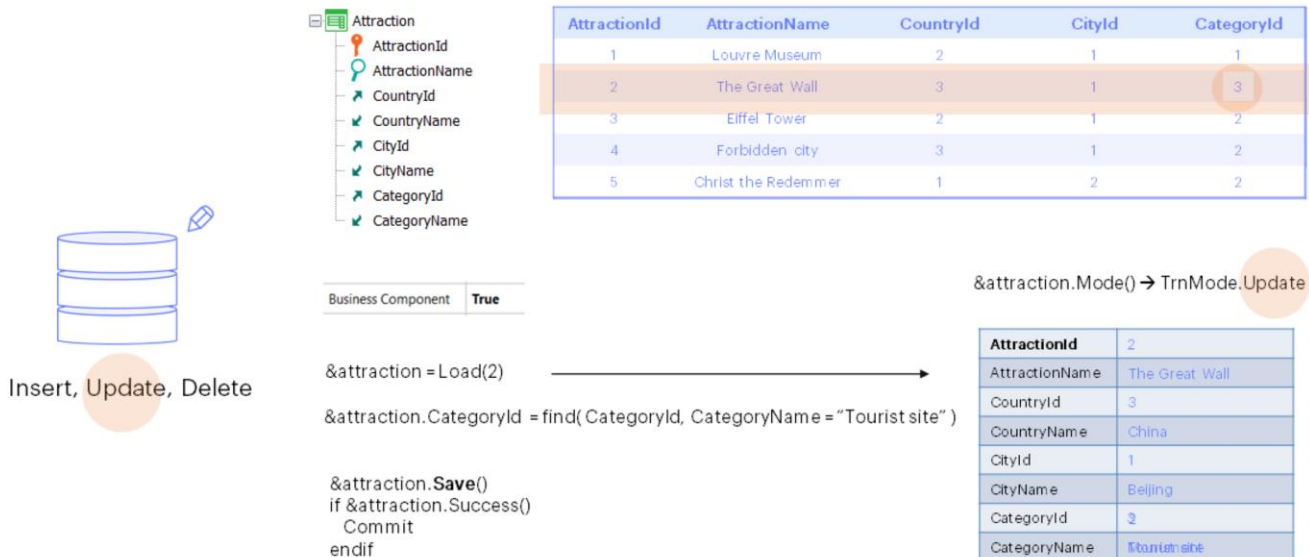 Attraction
AttractionId
AttractionName
CountryId
CountryName
CityId
CityName
CategoryId
CategoryName
AttractionId AttractionName CountryId CityId CategoryId
1 Louvre Museum 2 1 1
2 The Great Wall 3 1 3
3 Eiffel Tower 2 1 2
4 Forbidden city 3 1 2
5 Christ the Redemmer 1 2 2
Insert, Update, Delete
Business Component True
&attraction = Load(2)
&attraction.CategoryId = find( CategoryId, CategoryName = "Tourist site" )
&attraction.Save()
if &attraction.Success()
Commit
endif
&attraction.Mode() → TrnMode.Update
AttractionId 2
AttractionName The Great Wall
CountryId 3
CountryName China
CityId 1
CityName Beijing
CategoryId
CategoryName